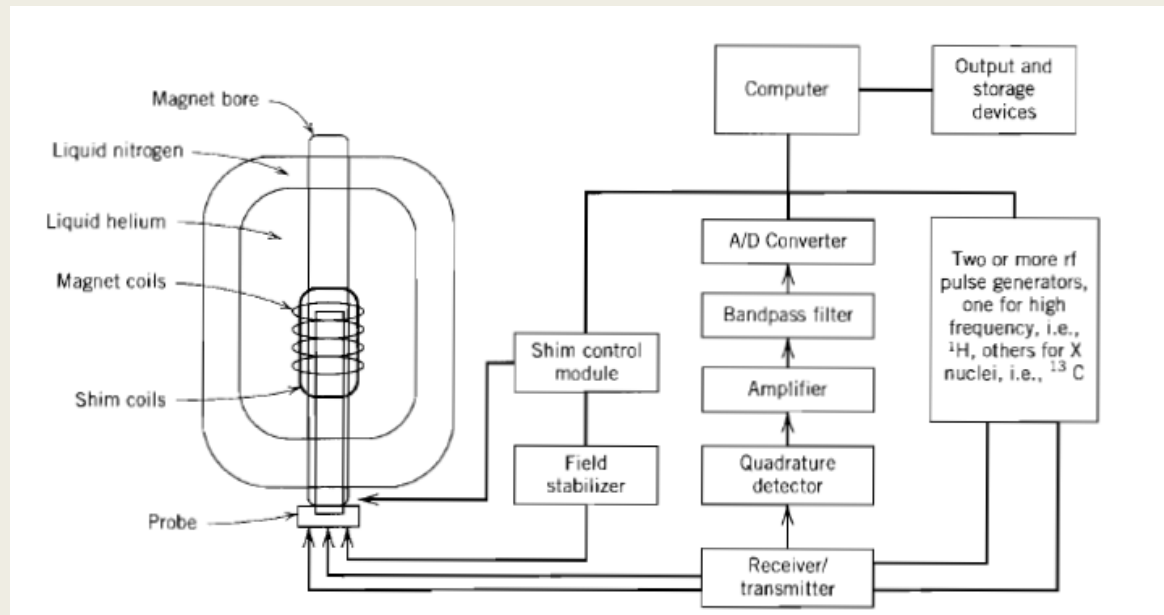 Magnet bore
Liquid nitrogen
Liquid helium
Magnet coils
Shim coils
Probe
Shim control
module
Field
stabilizer
Computer
Output and
storage
devices
A/D Converter
Bandpass filter
Amplifier
Quadrature
detector
Receiver/
transmitter
Two or more rf
pulse generators,
one for high
frequency, i.e.,
¹H, others for X
nuclei, i.e., ¹³ C